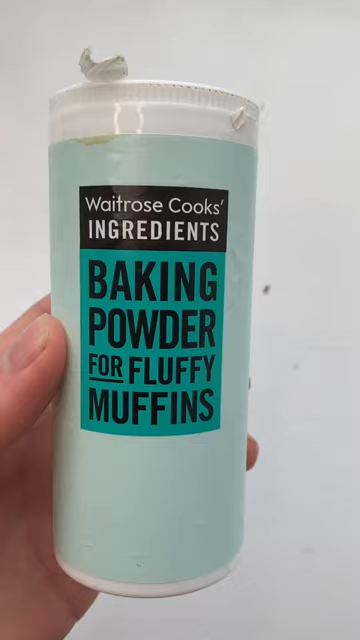 Waitrose Cooks'
INGREDIENTS
BAKING
POWDER
FOR FLUFFY
MUFFINS